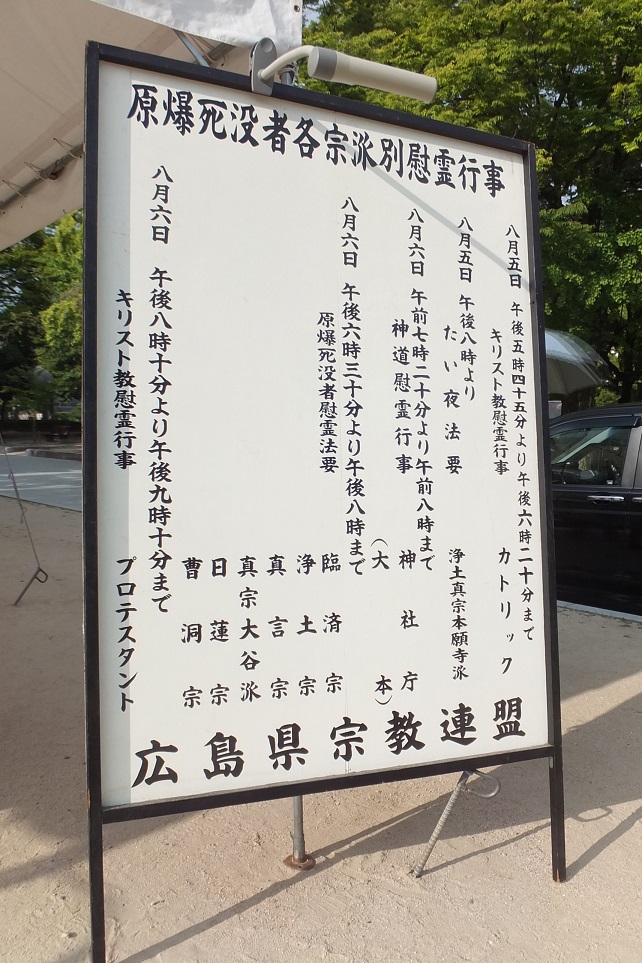 原爆死没者各宗派別慰霊行事
八月五日 午後五時四十五分より午後六時二十分まで
キリスト教慰霊行事 カトリック
八月五日 午後八時より
たい夜法要 浄土真宗本願寺派
八月六日 午前七時二十分より午前八時まで
神道慰霊行事 神社庁
(大本)
八月六日 午後六時三十分より午後八時まで
原爆死没者慰霊法要 臨済宗
浄土宗
真言宗
真宗大谷派
日蓮宗
曹洞宗
八月六日 午後八時十分より午後九時十分まで
キリスト教慰霊行事 プロテスタント
広島県宗教連盟